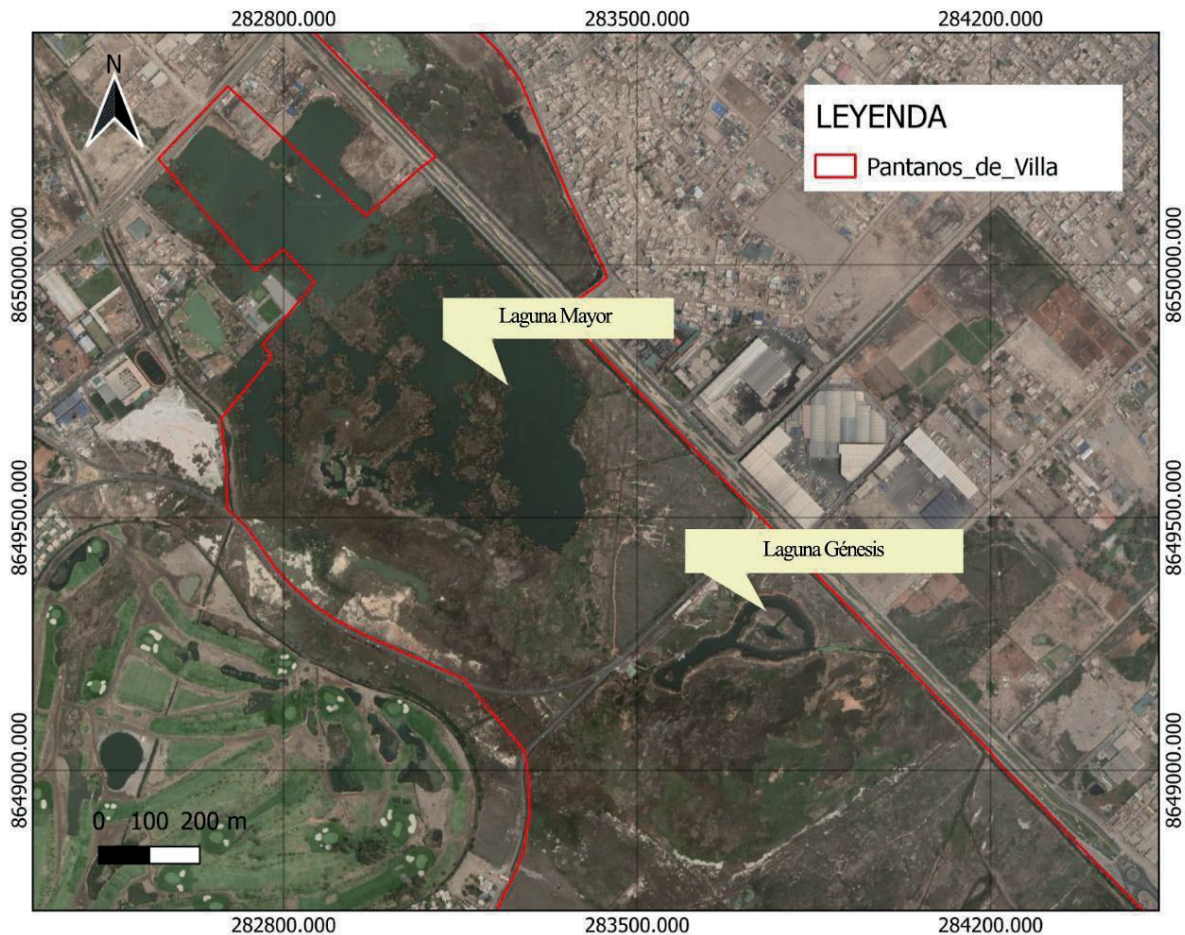 282800.000 283500.000 284200.000
N
LEYENDA
Pantanos_de_Villa
8650000.000 8650000.000
Laguna Mayor
8649500.000 8649500.000
Laguna Génesis
8649000.000 8649000.000
0 100 200 m
282800.000 283500.000 284200.000